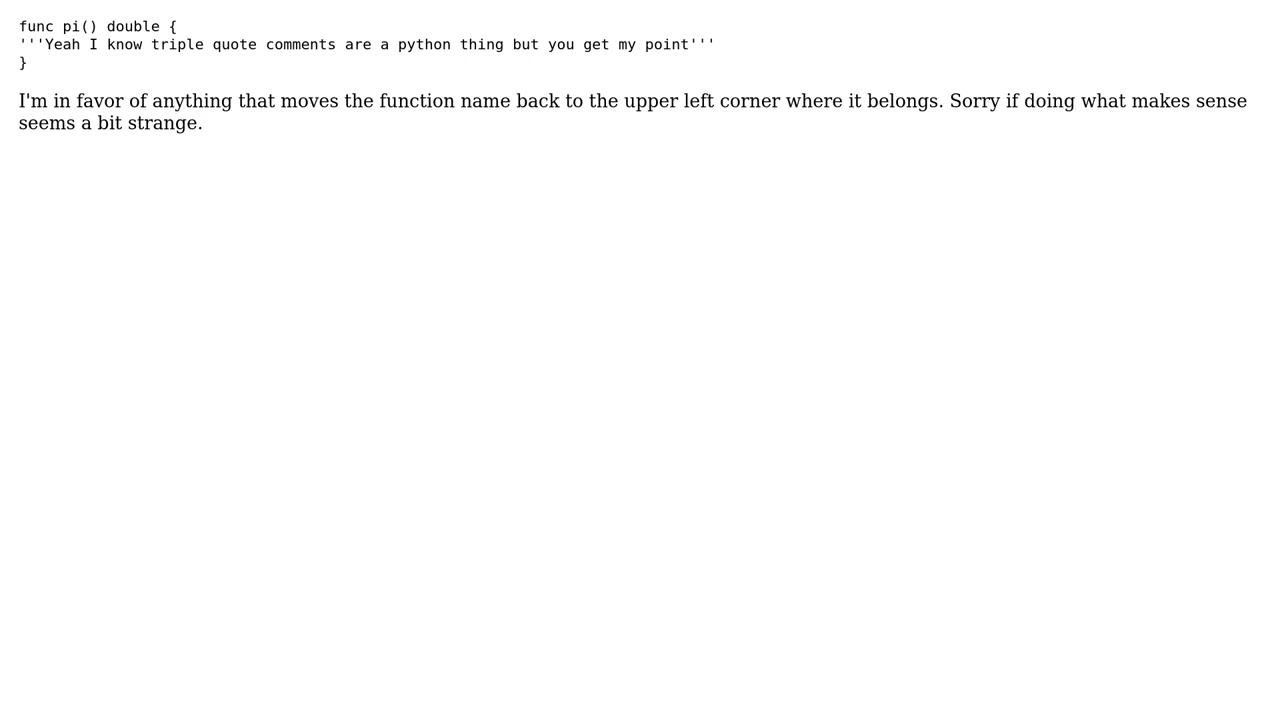 func pi() double {
'''Yeah I know triple quote comments are a python thing but you get my point'''
}
I'm in favor of anything that moves the function name back to the upper left corner where it belongs. Sorry if doing what makes sense
seems a bit strange.